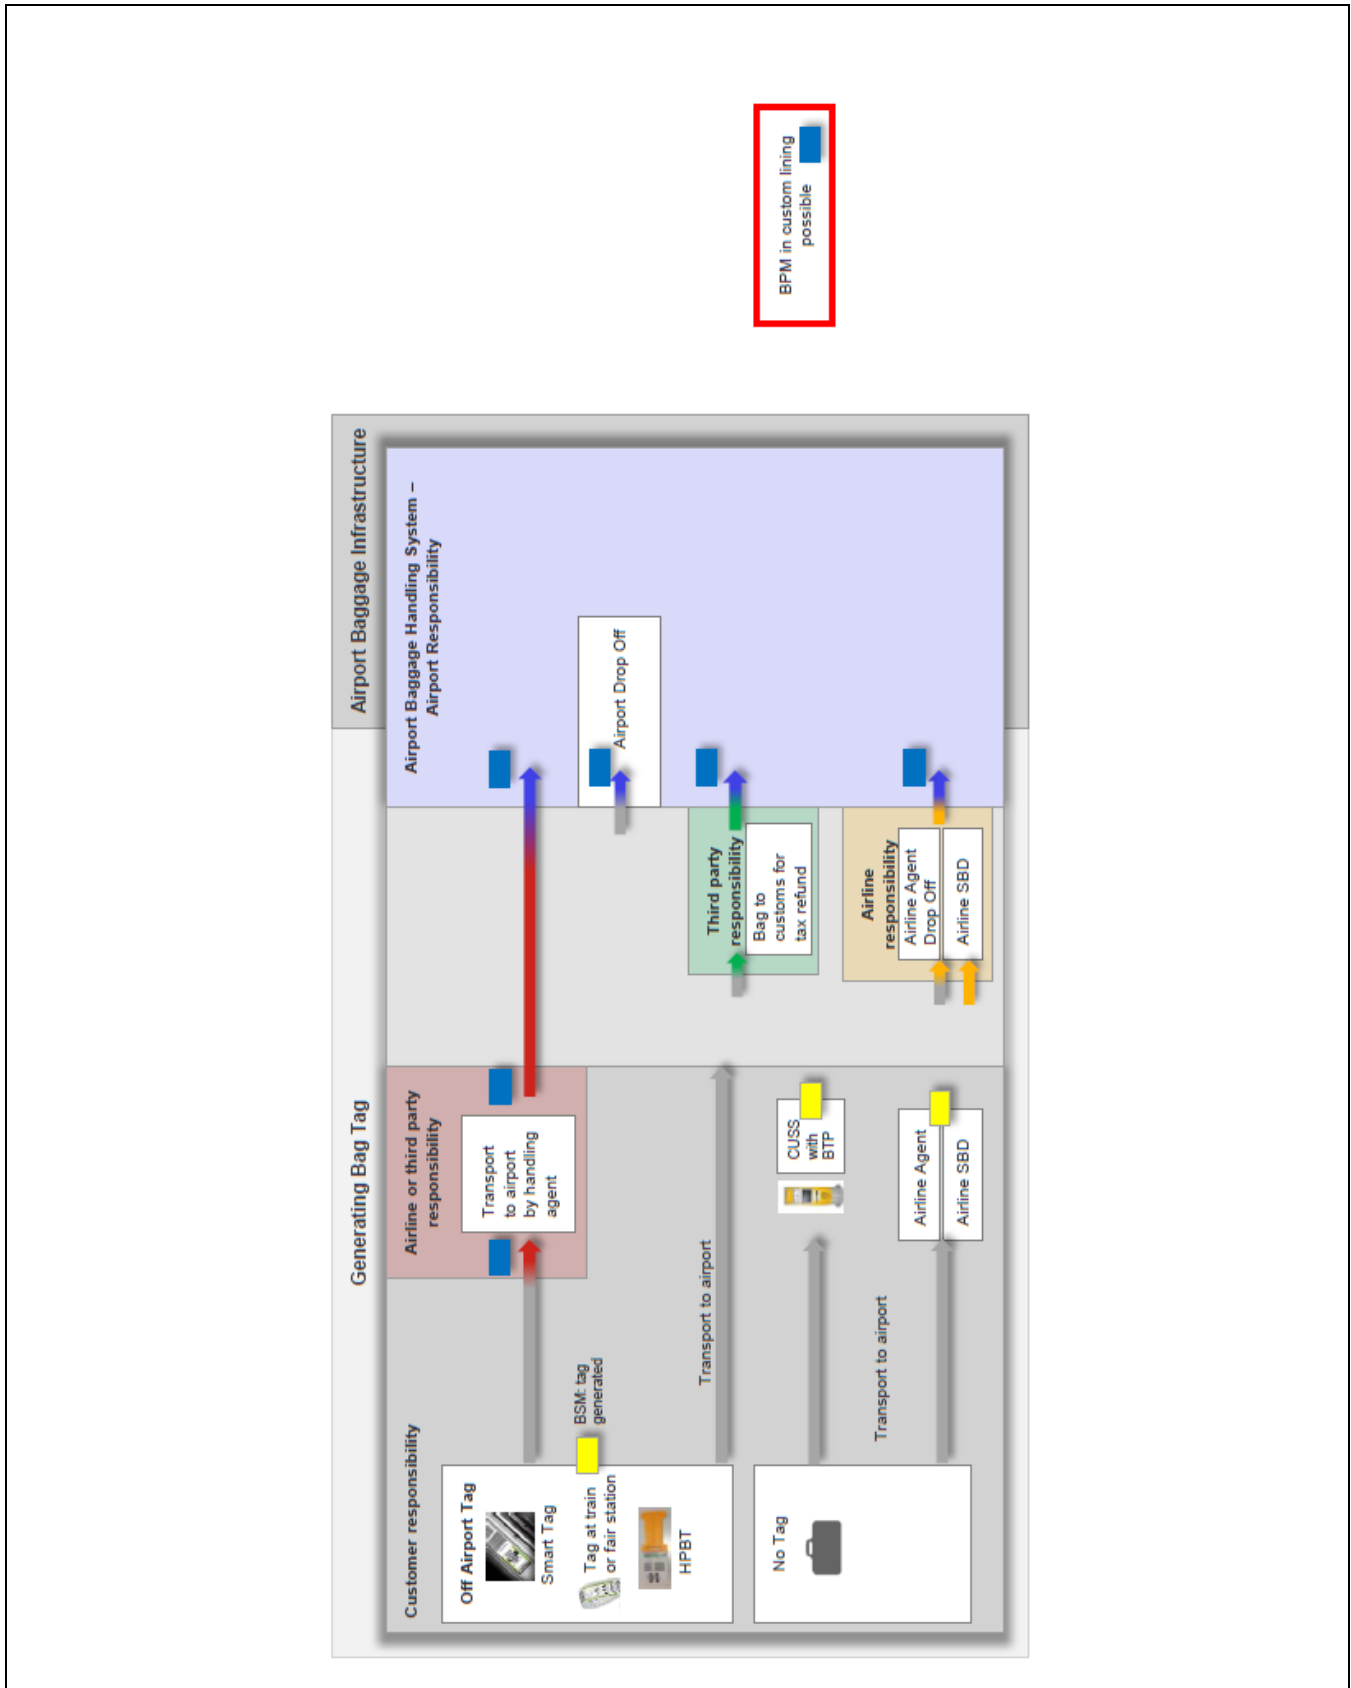 Generating Bag Tag
Airport Baggage Infrastructure
Customer responsibility
Airline or third party
responsibility
Airport Baggage Handling System –
Airport Responsibility
Off Airport Tag
Smart Tag
Tag at train
or fair station
HPBT
BSM: tag
generated
Transport
to airport
by handling
agent
Airport Drop Off
Transport to airport
Third party
responsibility
Bag to
customs for
tax refund
No Tag
CUSS
with
BTP
Transport to airport
Airline Agent
Airline SBD
Airline
responsibility
Airline Agent
Drop Off
Airline SBD
BPM in custom lining
possible